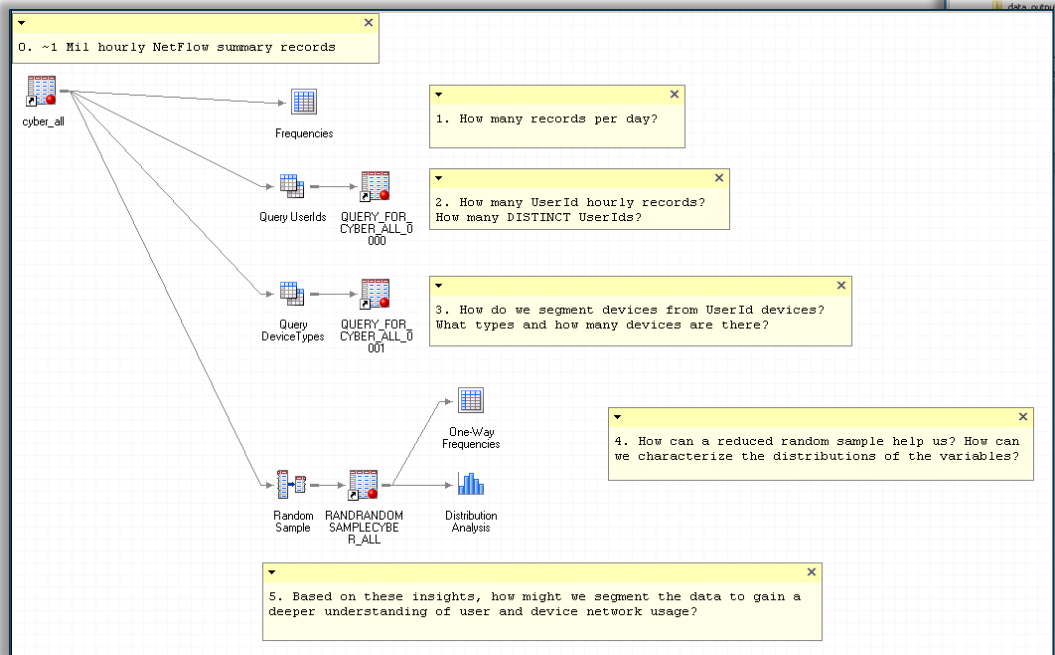 data_output
0. ~1 Mil hourly NetFlow summary records
cyber_all
Frequencies
1. How many records per day?
Query UserIds
QUERY_FOR_
CYBER_ALL_0
000
2. How many UserId hourly records?
How many DISTINCT UserIds?
Query
DeviceTypes
QUERY_FOR_
CYBER_ALL_0
001
3. How do we segment devices from UserId devices?
What types and how many devices are there?
One-Way
Frequencies
4. How can a reduced random sample help us? How can
we characterize the distributions of the variables?
Random
Sample
RANDRANDOM
SAMPLECYBE
R_ALL
Distribution
Analysis
5. Based on these insights, how might we segment the data to gain a
deeper understanding of user and device network usage?